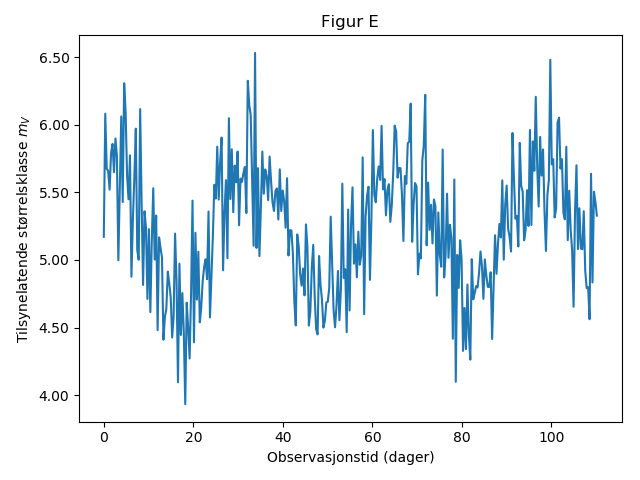 Figur E
Tilsynelatende størrelsklasse m_V
6.50
6.00
5.50
5.00
4.50
4.00
0 20 40 60 80 100
Observasjonstid (dager)